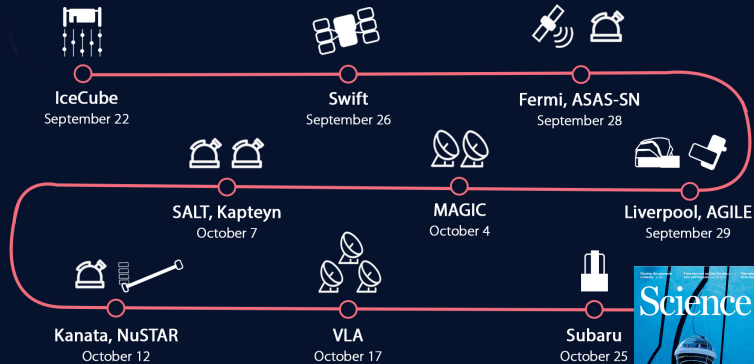 IceCube
September 22
Swift
September 26
Fermi, ASAS-SN
September 28
Liverpool, AGILE
September 29
MAGIC
October 4
SALT, Kapteyn
October 7
Kanata, NuSTAR
October 12
VLA
October 17
Subaru
October 25
Science